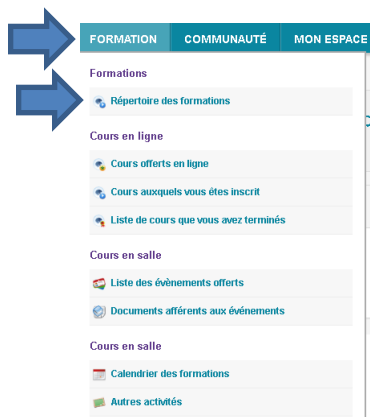 FORMATION COMMUNAUTÉ MON ESPACE
Formations
Répertoire des formations
Cours en ligne
Cours offerts en ligne
Cours auxquels vous êtes inscrit
Liste de cours que vous avez terminés
Cours en salle
Liste des évènements offerts
Documents afférents aux événements
Cours en salle
Calendrier des formations
Autres activités